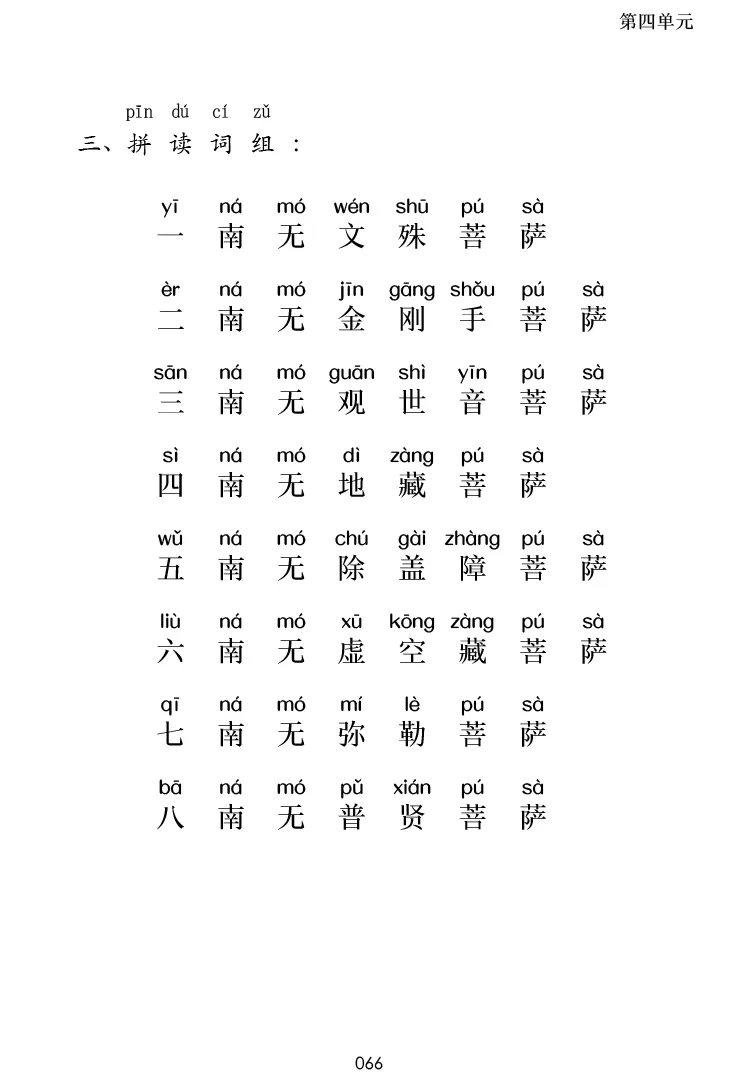 第四单元
pīn dú cí zǔ
三、拼读词组：
yī ná mó wén shū pú sà
一南无文殊菩萨
èr ná mó jīn gāng shǒu pú sà
二南无金刚手菩萨
sān ná mó guān shì yīn pú sà
三南无观世音菩萨
sì ná mó dì zàng pú sà
四南无地藏菩萨
wǔ ná mó chú gài zhàng pú sà
五南无除盖障菩萨
liù ná mó xū kōng zàng pú sà
六南无虚空藏菩萨
qī ná mó mí lè pú sà
七南无弥勒菩萨
bā ná mó pǔ xián pú sà
八南无普贤菩萨
066